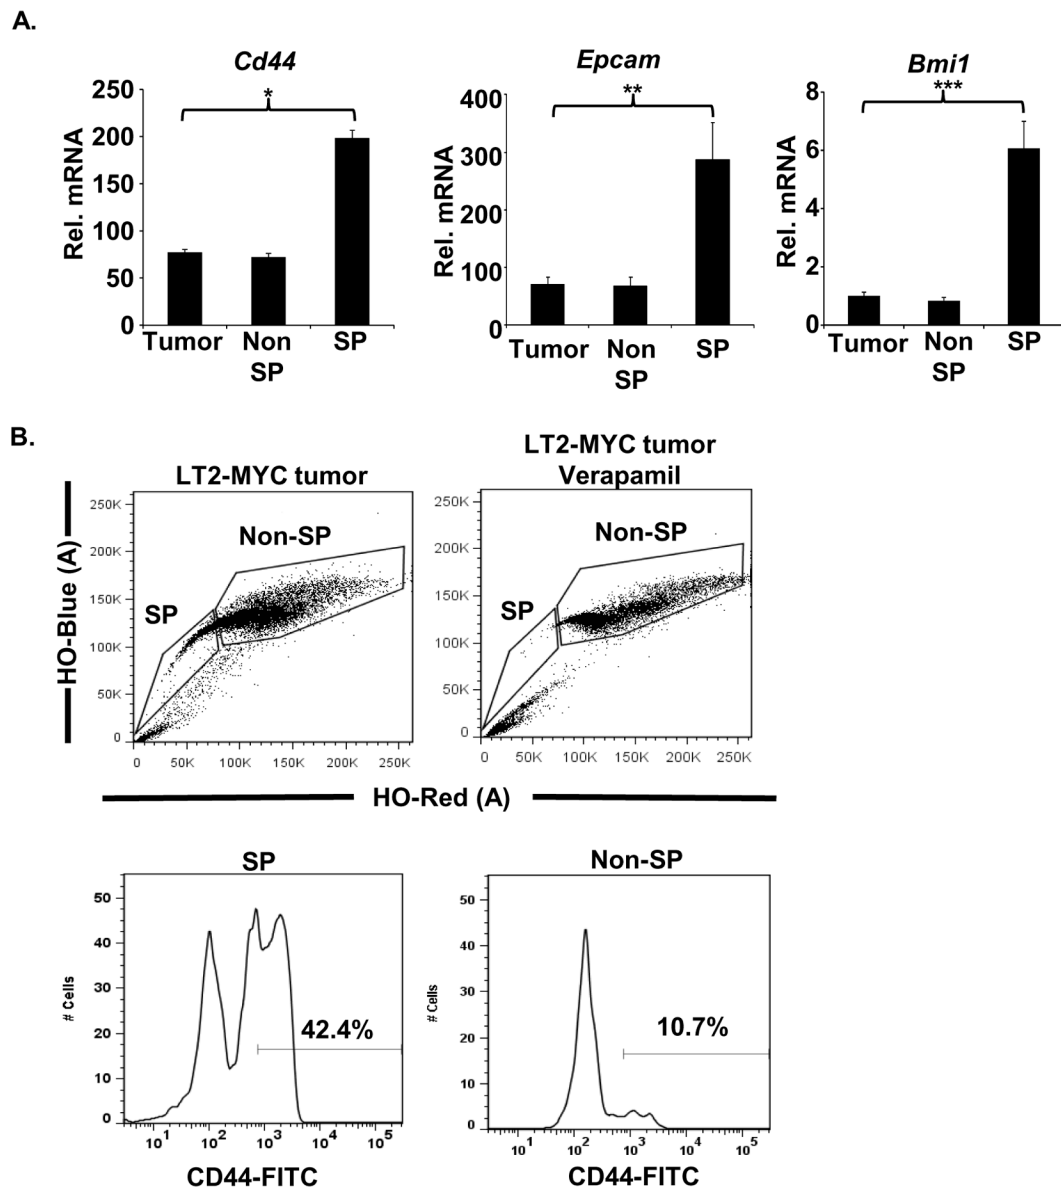 A.
Cd44
*
Rel. mRNA
250
200
150
100
50
0
Tumor
Non
SP
SP
Epcam
**
Rel. mRNA
400
300
200
100
0
Tumor
Non
SP
SP
Bmi1
***
Rel. mRNA
8
6
4
2
0
Tumor
Non
SP
SP
B.
LT2-MYC tumor
HO-Blue (A)
250K
200K
150K
100K
50K
0
Non-SP
SP
0 50K 100K 150K 200K 250K
LT2-MYC tumor
Verapamil
250K
200K
150K
100K
50K
0
Non-SP
SP
0 50K 100K 150K 200K 250K
HO-Red (A)
SP
# Cells
50
40
30
20
10
0
42.4%
10¹ 10² 10³ 10⁴ 10⁵
CD44-FITC
Non-SP
# Cells
50
40
30
20
10
0
10.7%
10¹ 10² 10³ 10⁴ 10⁵
CD44-FITC